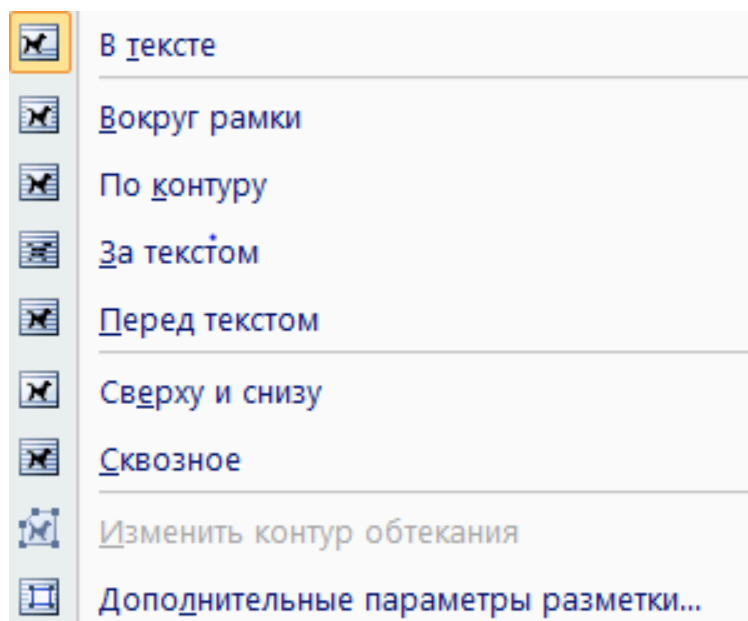 В тексте
Вокруг рамки
По контуру
За текстом
Перед текстом
Сверху и снизу
Сквозное
Изменить контур обтекания
Дополнительные параметры разметки...